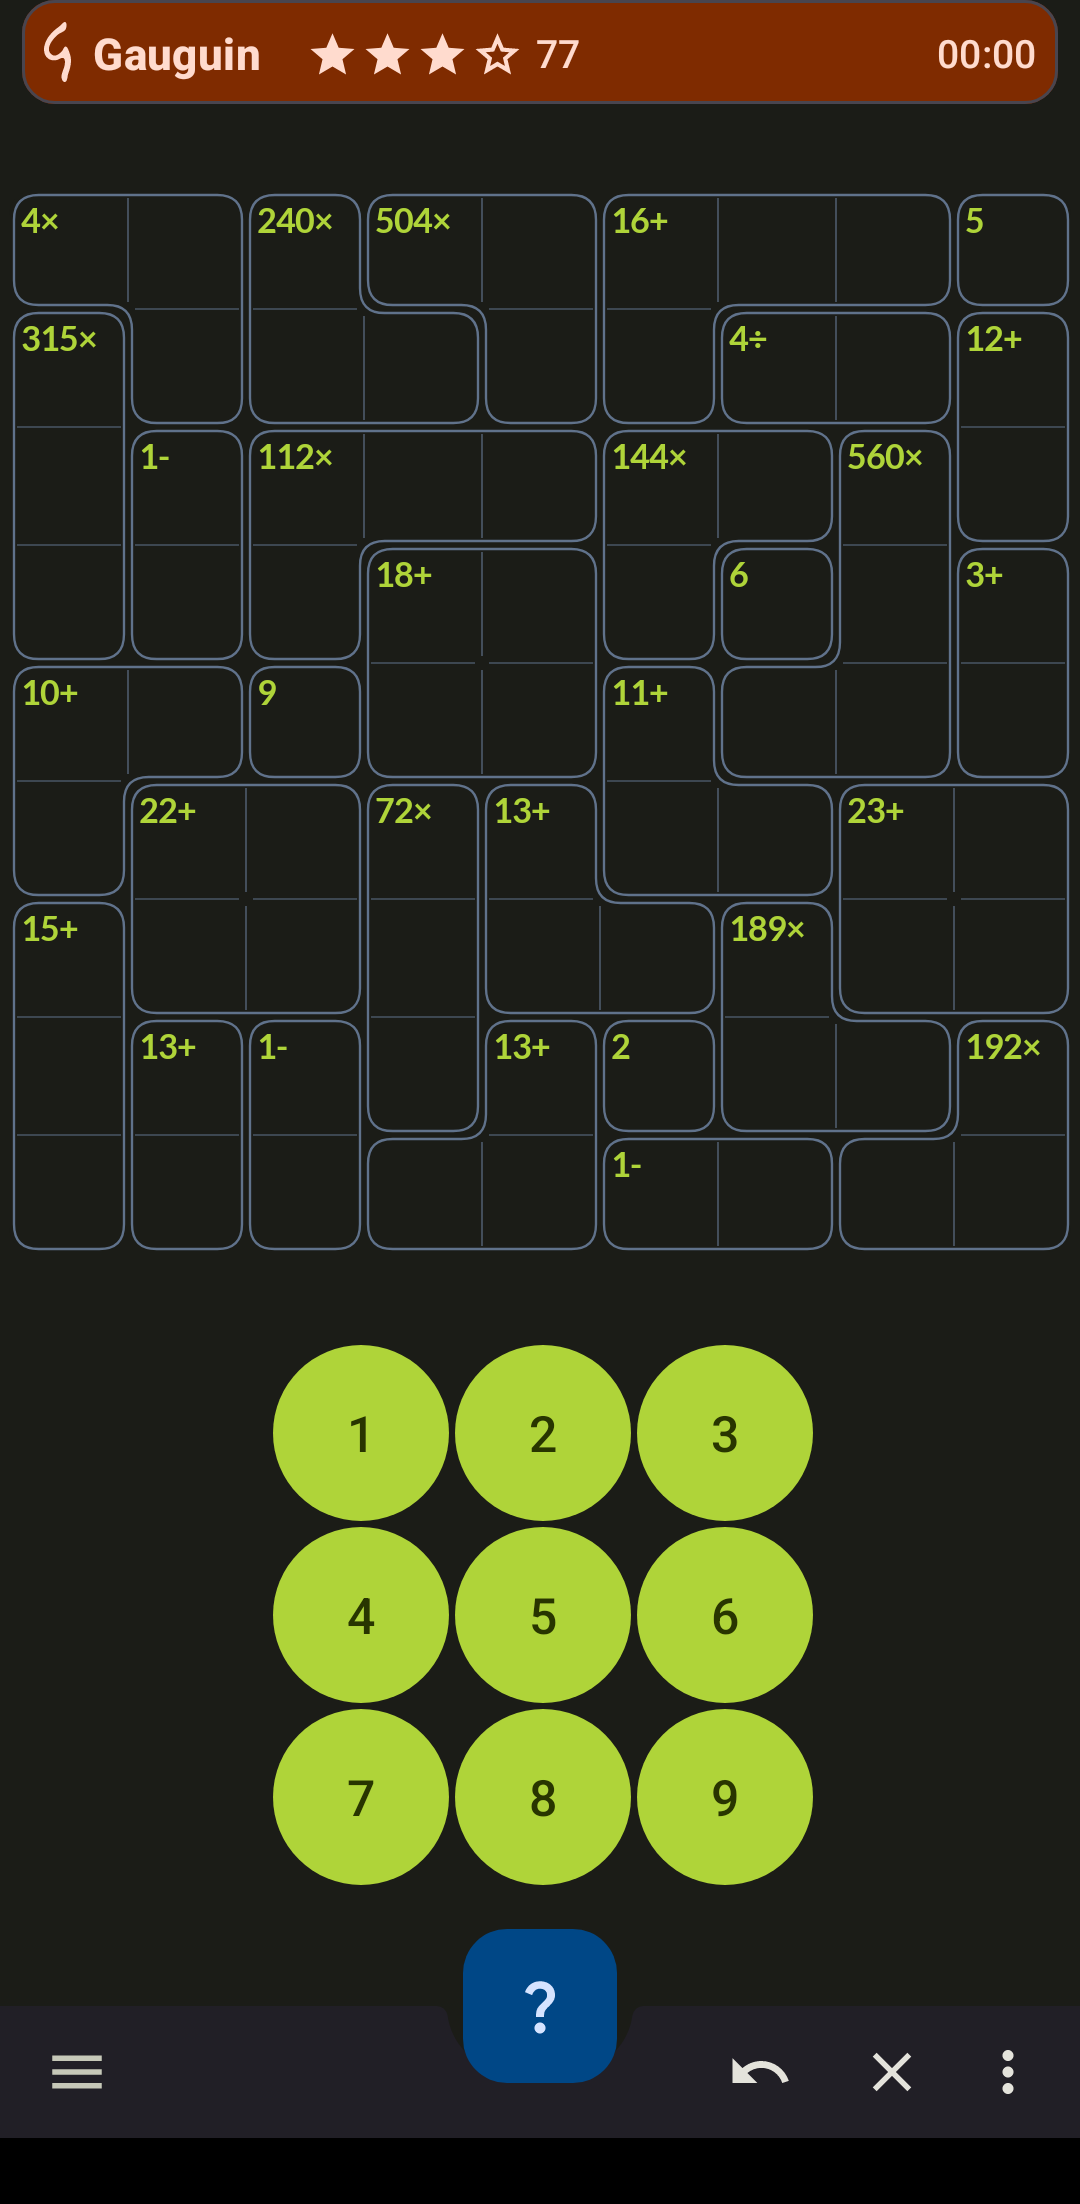 Gauguin ★★★☆ 77 00:00
4× 240× 504× 16+ 5
315× 4÷ 12+
1- 112× 144× 560×
18+ 6 3+
10+ 9 11+
22+ 72× 13+ 23+
15+ 189×
13+ 1- 13+ 2 192×
1-
1 2 3
4 5 6
7 8 9
?